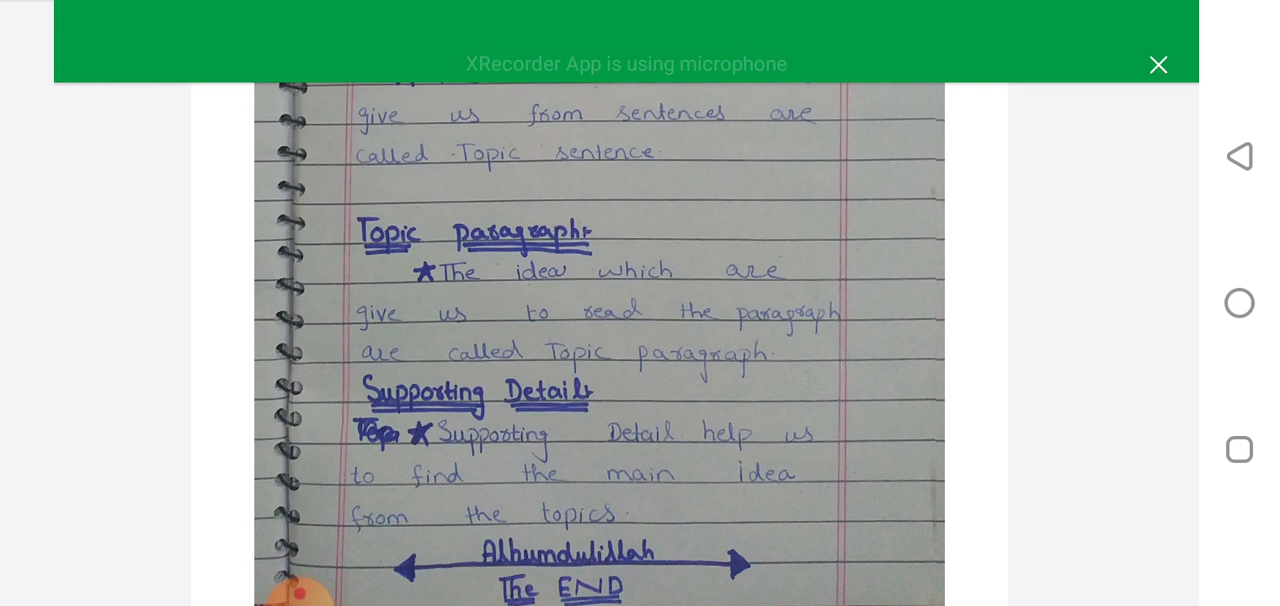 XRecorder App is using microphone
give us from sentences are
called Topic sentence.
Topic paragraph:
★ The idea which are
give us to read the paragraph
are called Topic paragraph.
Supporting Detail:
★ Supporting Detail help us
to find the main idea
from the topics.
Alhumdulillah
The END